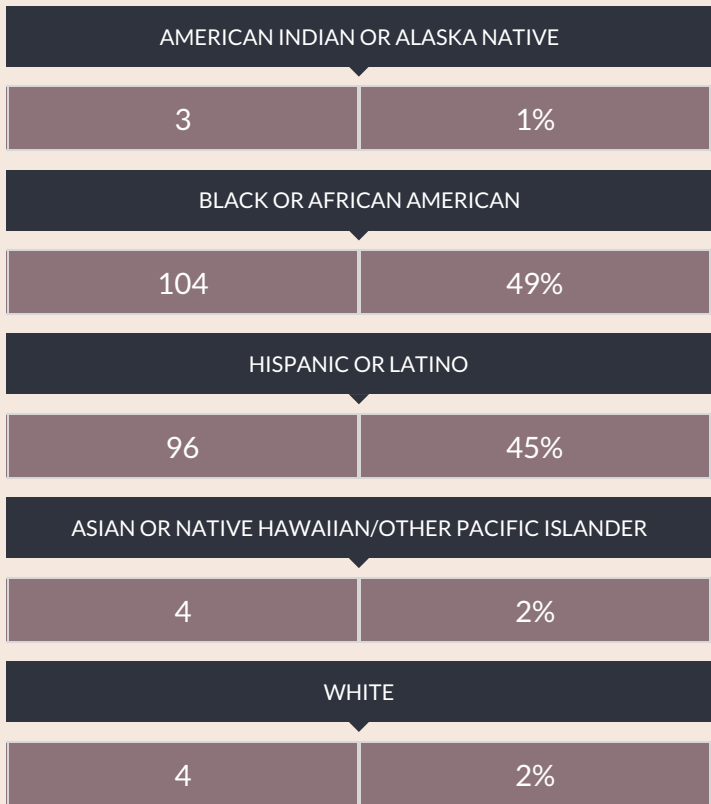 AMERICAN INDIAN OR ALASKA NATIVE
3 1%
BLACK OR AFRICAN AMERICAN
104 49%
HISPANIC OR LATINO
96 45%
ASIAN OR NATIVE HAWAIIAN/OTHER PACIFIC ISLANDER
4 2%
WHITE
4 2%